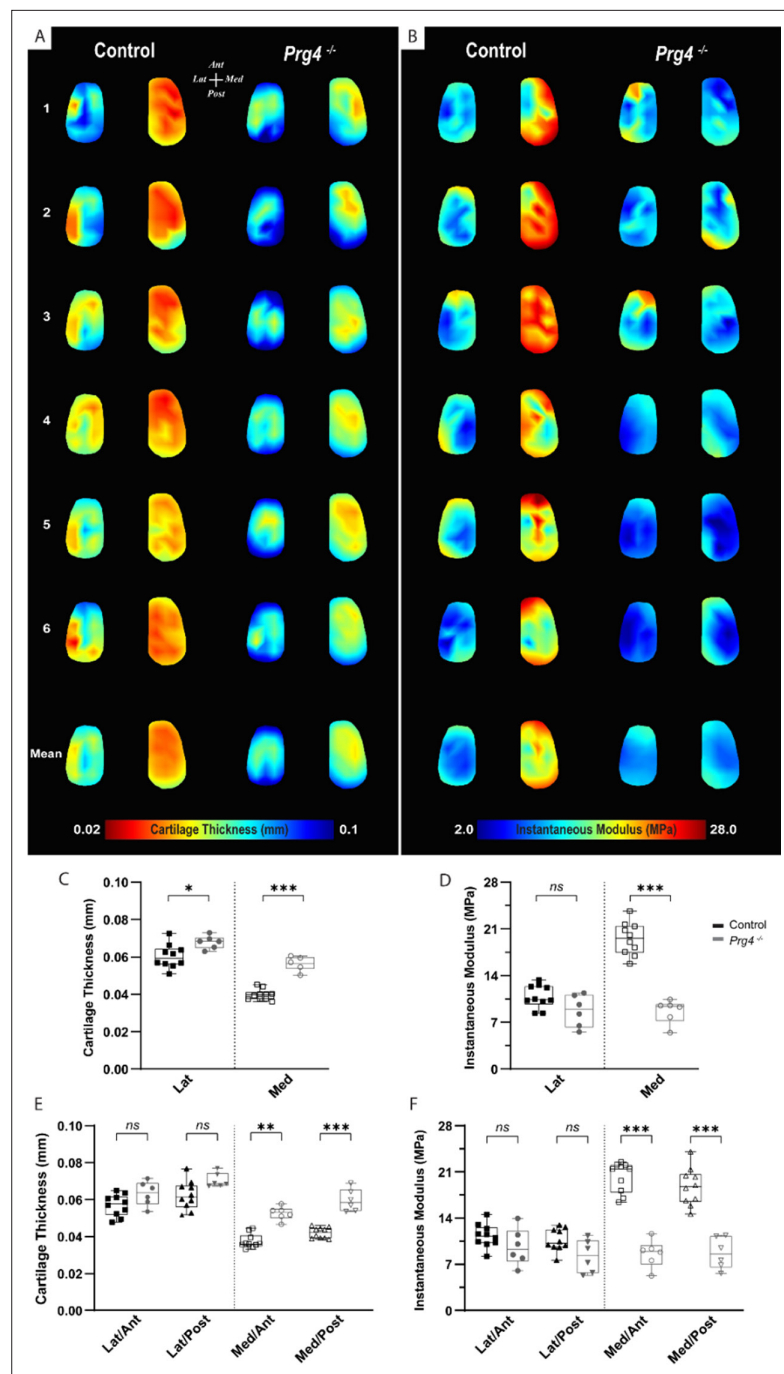 A
Control
Prg4 -/-
Ant
Lat Med
Post
1
2
3
4
5
6
Mean
0.02 Cartilage Thickness (mm) 0.1
B
Control
Prg4 -/-
2.0 Instantaneous Modulus (MPa) 28.0
C
Cartilage Thickness (mm)
0.10
0.08
0.06
0.04
0.02
0.00
*
***
Lat
Med
D
Instantaneous Modulus (MPa)
28
21
14
7
0
ns
***
Lat
Med
Control
Prg4 -/-
E
Cartilage Thickness (mm)
0.10
0.08
0.06
0.04
0.02
0.00
ns
ns
**
***
Lat/Ant
Lat/Post
Med/Ant
Med/Post
F
Instantaneous Modulus (MPa)
28
21
14
7
0
ns
ns
***
***
Lat/Ant
Lat/Post
Med/Ant
Med/Post